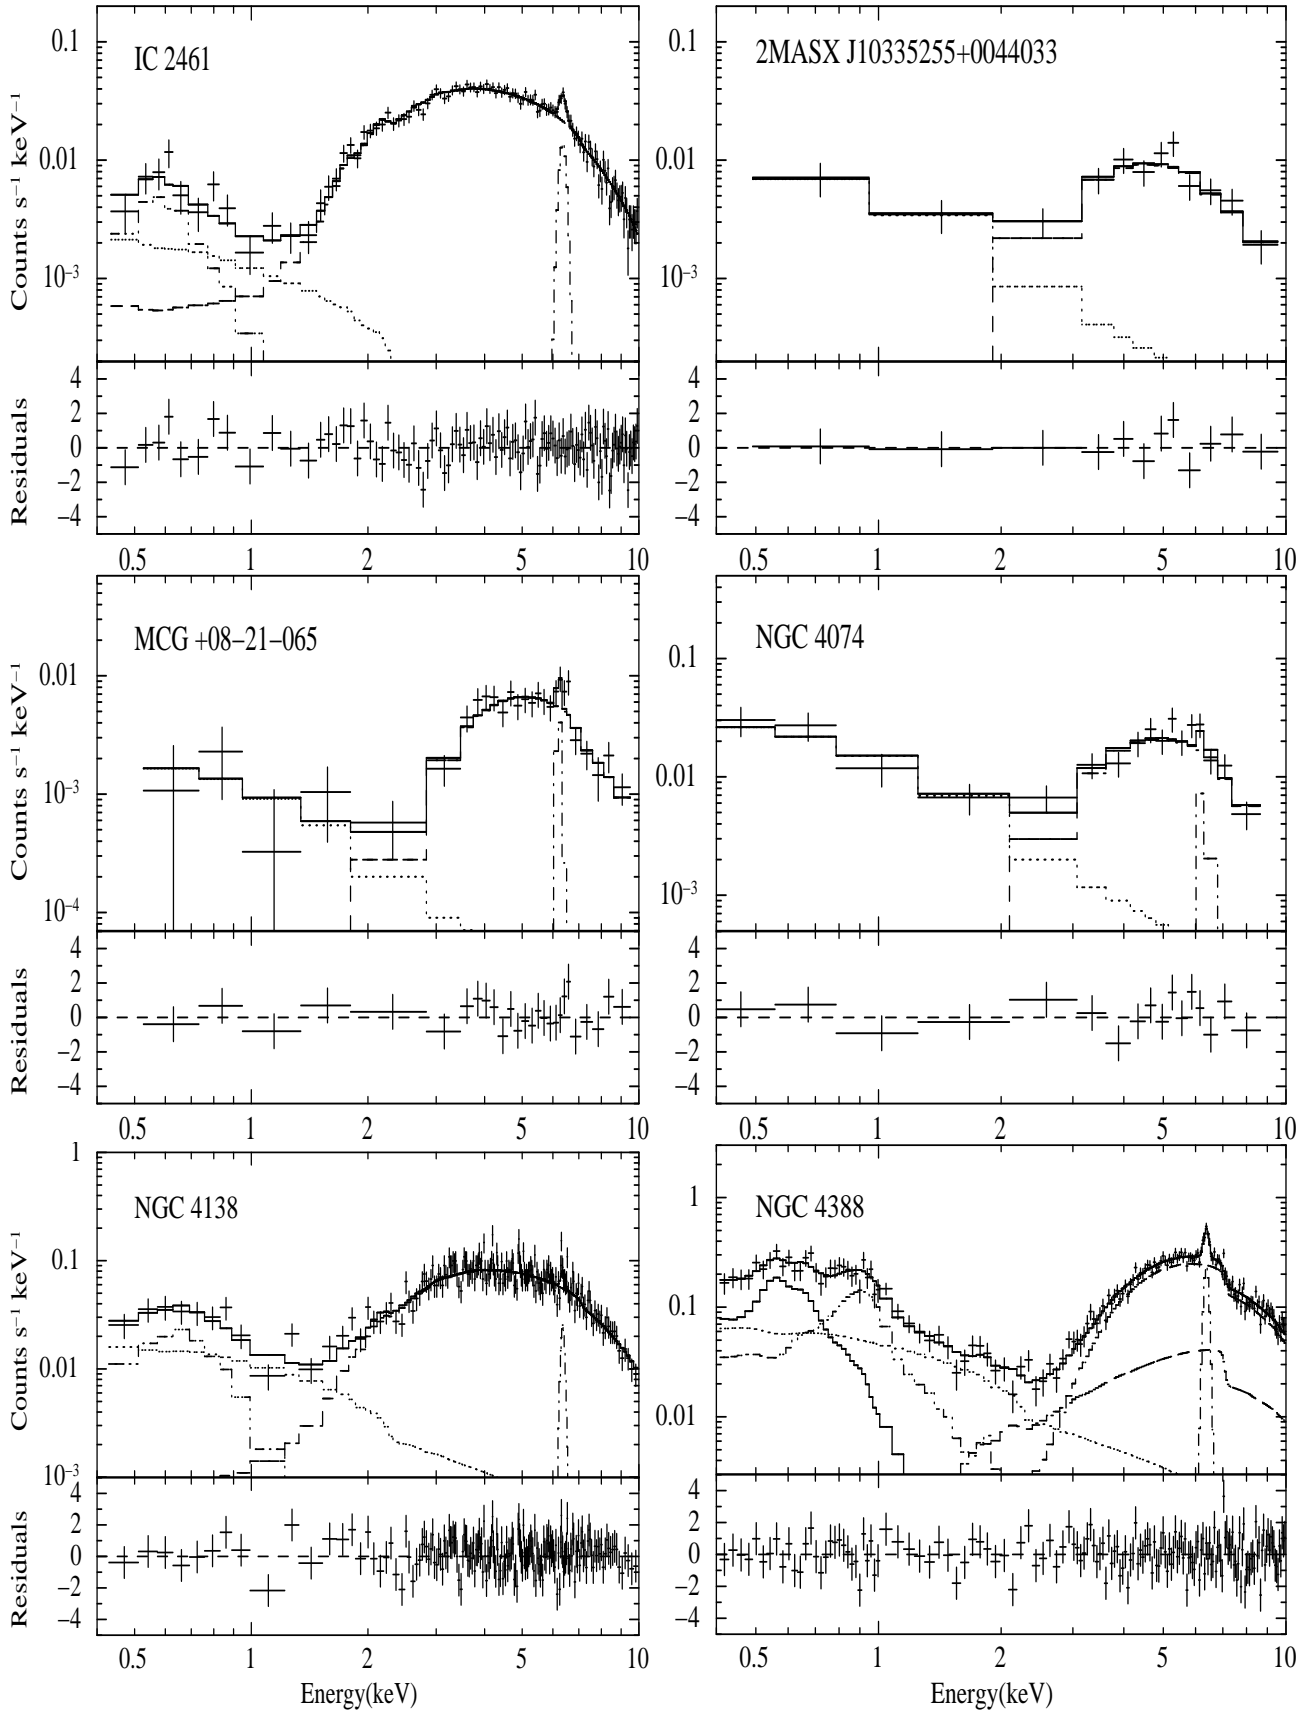 IC 2461
2MASX J10335255+0044033
Counts s⁻¹ keV⁻¹
0.1
0.01
10⁻³
0.1
0.01
10⁻³
Residuals
4
2
0
−2
−4
4
2
0
−2
−4
0.5 1 2 5 10
0.5 1 2 5 10
MCG +08−21−065
NGC 4074
Counts s⁻¹ keV⁻¹
0.01
10⁻³
10⁻⁴
0.1
0.01
10⁻³
Residuals
4
2
0
−2
−4
4
2
0
−2
−4
0.5 1 2 5 10
0.5 1 2 5 10
NGC 4138
NGC 4388
Counts s⁻¹ keV⁻¹
1
0.1
0.01
10⁻³
1
0.1
0.01
Residuals
4
2
0
−2
−4
4
2
0
−2
−4
0.5 1 2 5 10
0.5 1 2 5 10
Energy(keV)
Energy(keV)